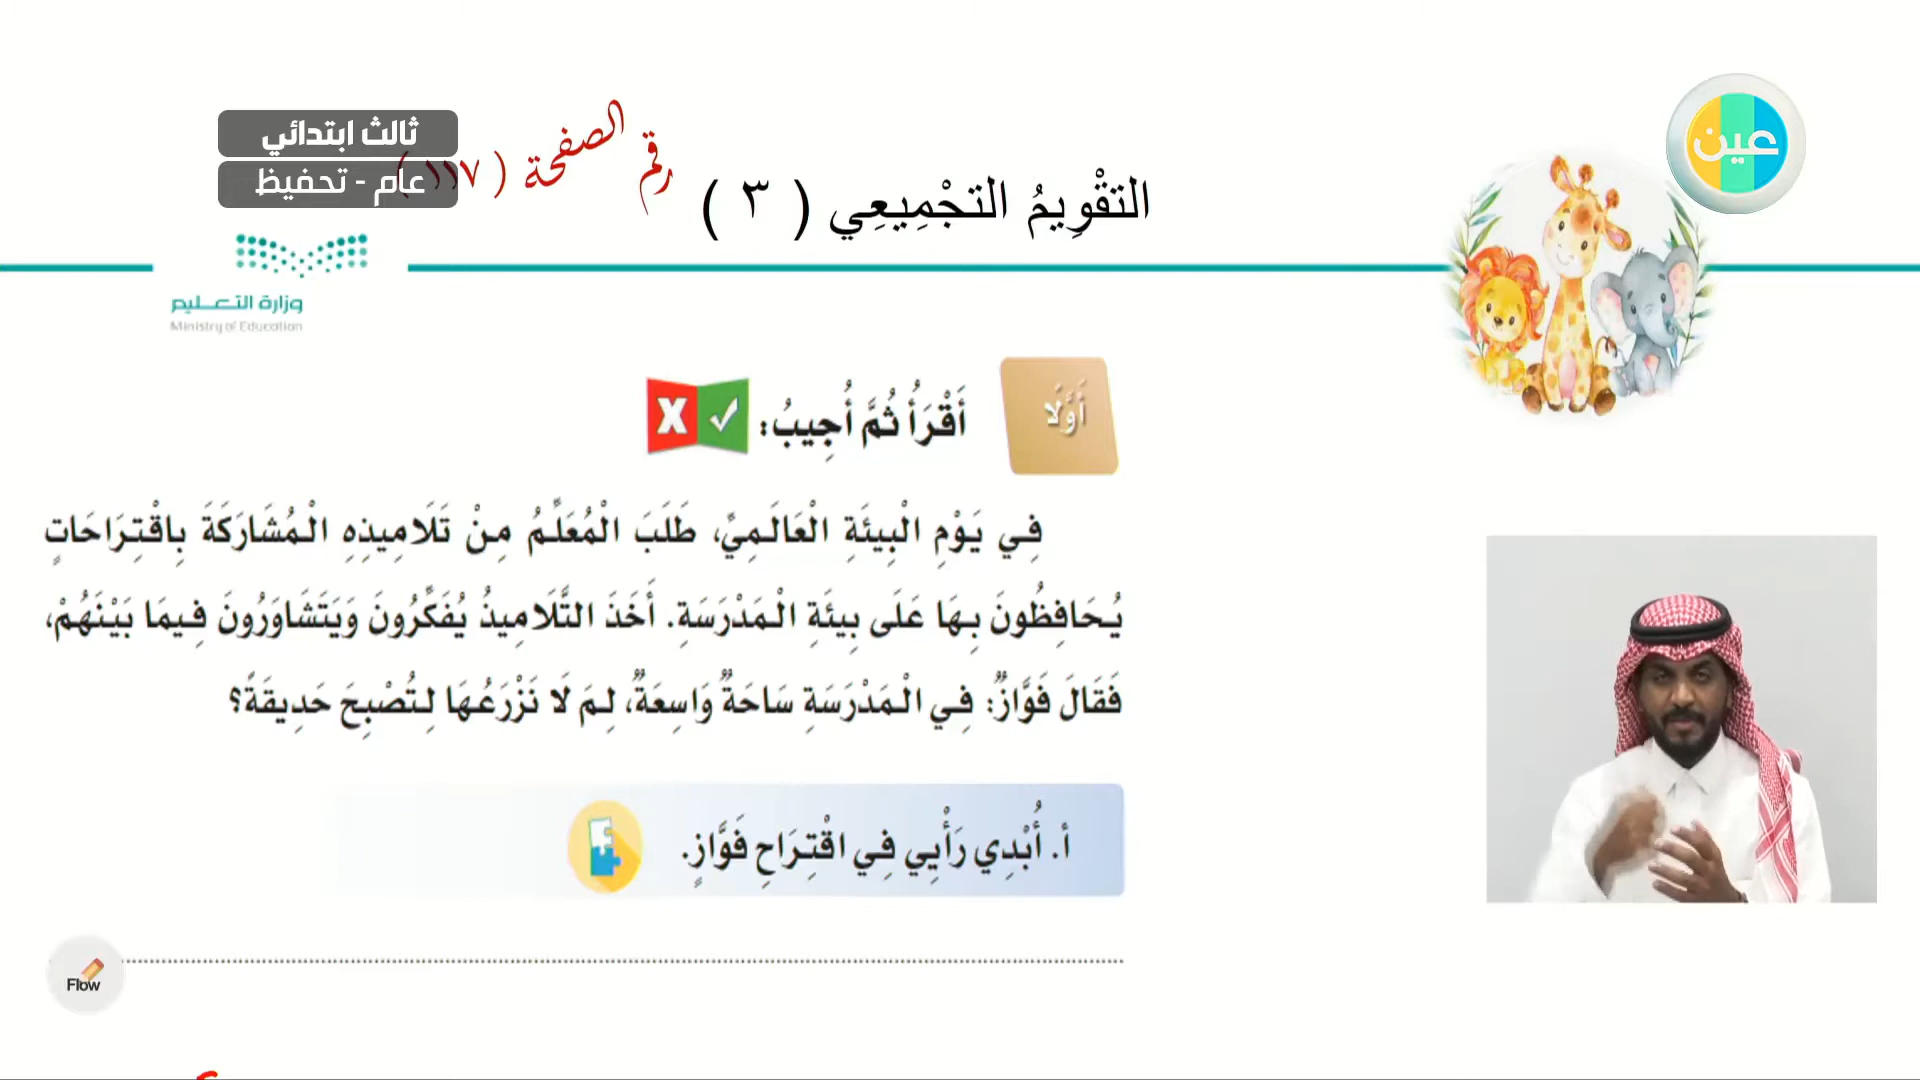 عين
ثالث ابتدائي
عام - تحفيظ
رقم الصفحة ( ١١٧ )
التقْوِيمُ التجْمِيعِي ( ٣ )
وزارة التعليم
Ministry of Education
أَوَّلًا
أَقْرَأُ ثُمَّ أُجِيبُ:
فِي يَوْمِ الْبِيئَةِ الْعَالَمِيِّ، طَلَبَ الْمُعَلِّمُ مِنْ تَلَامِيذِهِ الْمُشَارَكَةَ بِاقْتِرَاحَاتٍ
يُحَافِظُونَ بِهَا عَلَى بِيئَةِ الْمَدْرَسَةِ. أَخَذَ التَّلَامِيذُ يُفَكِّرُونَ وَيَتَشَاوَرُونَ فِيمَا بَيْنَهُمْ،
فَقَالَ فَوَّازٌ: فِي الْمَدْرَسَةِ سَاحَةٌ وَاسِعَةٌ، لِمَ لَا نَزْرَعُهَا لِتُصْبِحَ حَدِيقَةً؟
أ. أُبْدِي رَأْيِي فِي اقْتِرَاحِ فَوَّازٍ.
Flow